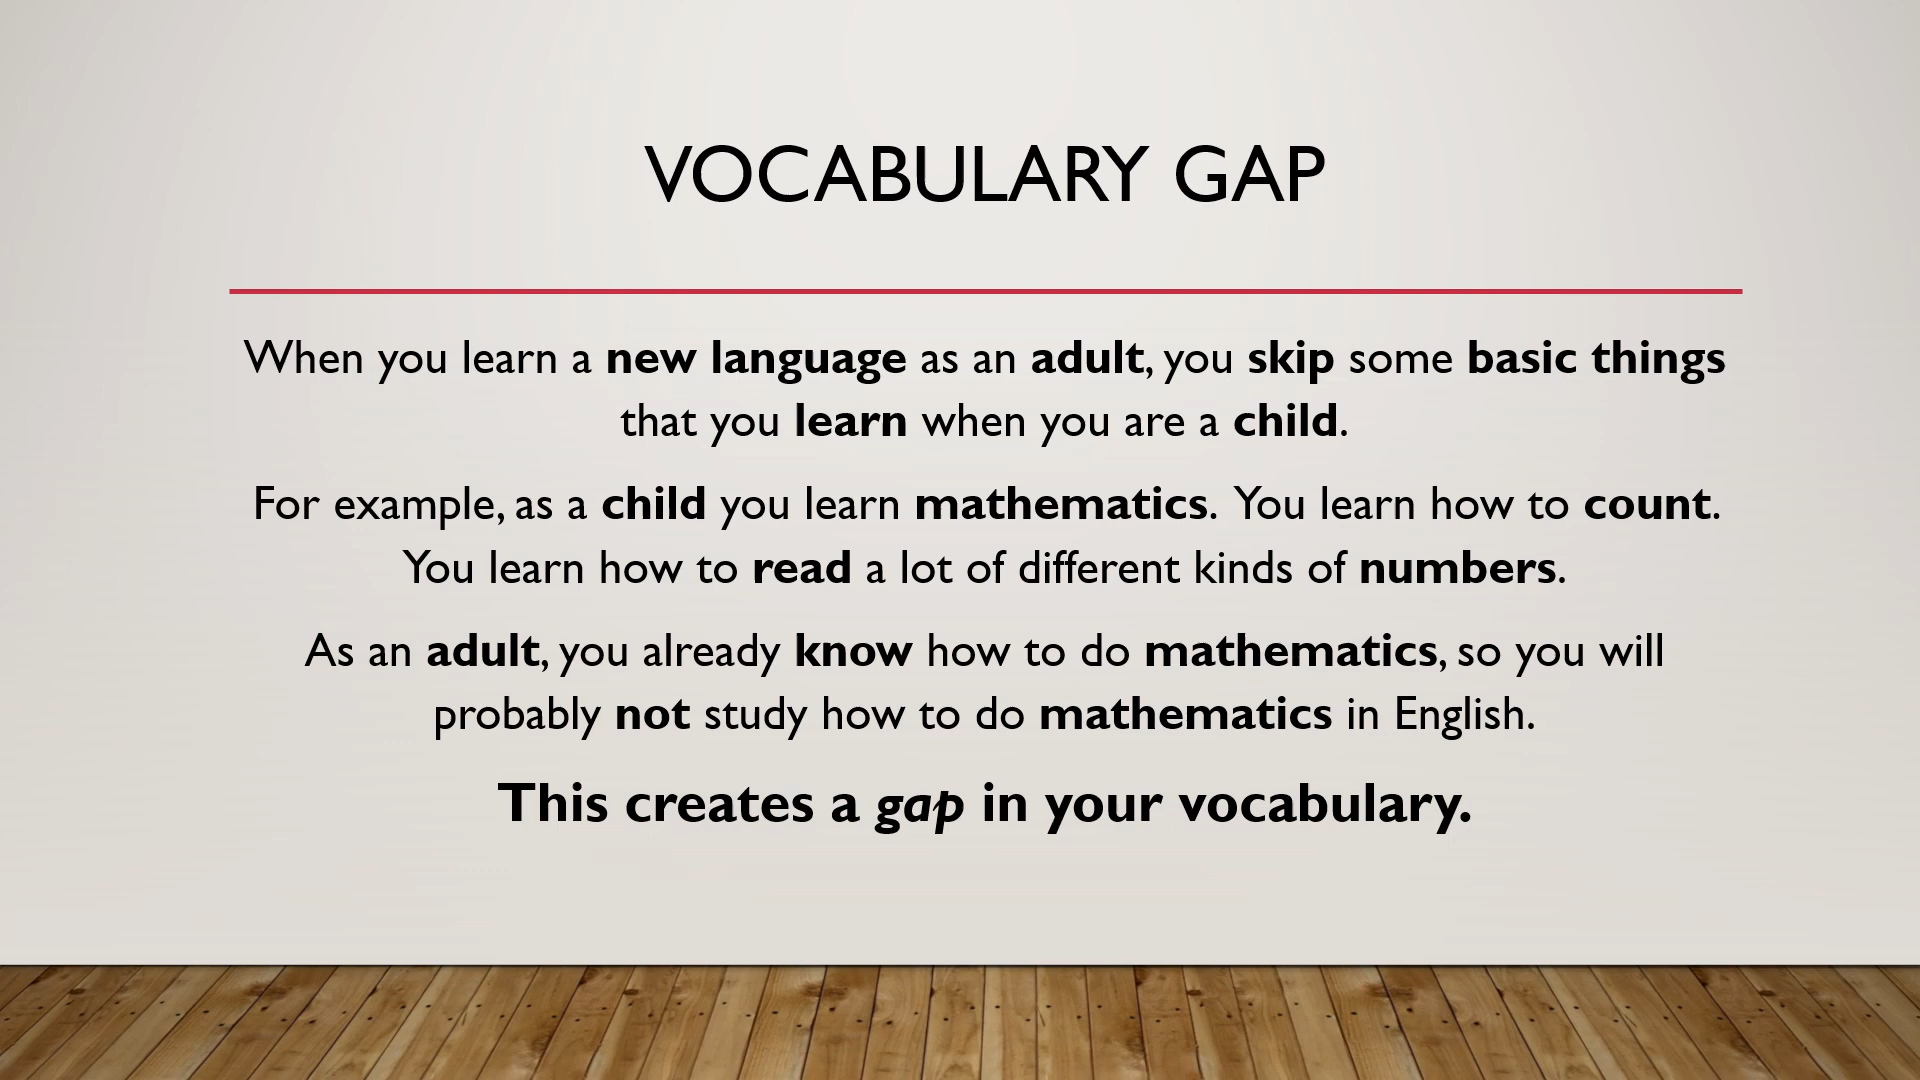 VOCABULARY GAP
When you learn a new language as an adult, you skip some basic things
that you learn when you are a child.
For example, as a child you learn mathematics. You learn how to count.
You learn how to read a lot of different kinds of numbers.
As an adult, you already know how to do mathematics, so you will
probably not study how to do mathematics in English.
This creates a gap in your vocabulary.